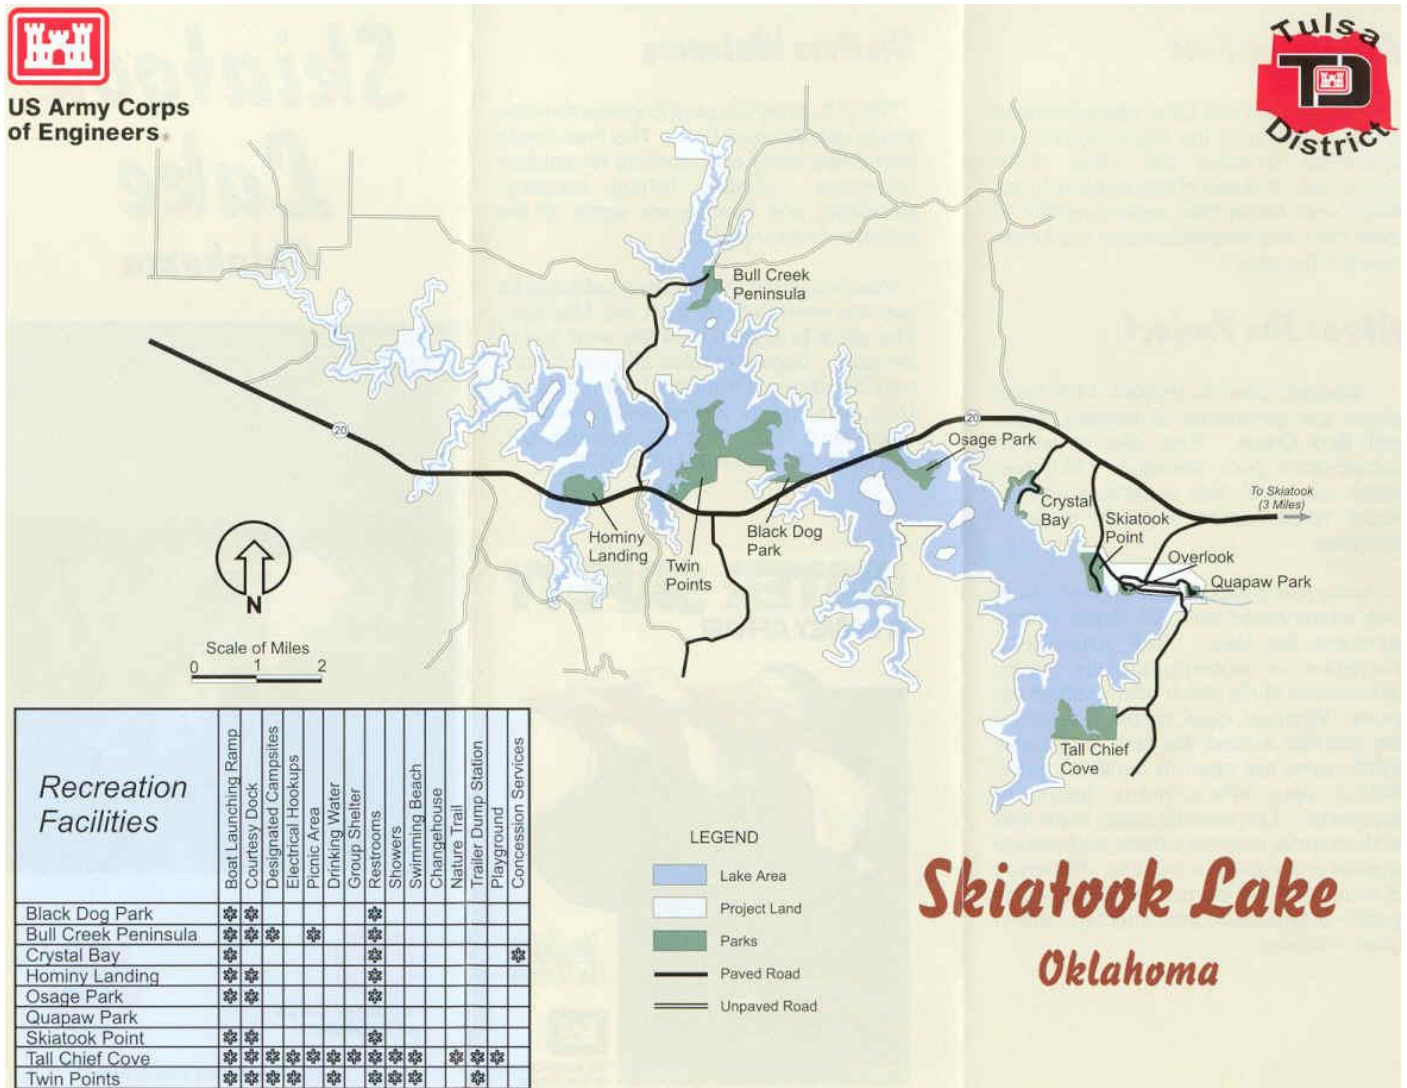 US Army Corps
of Engineers®
Tulsa
TD
District
Bull Creek
Peninsula
20
20
Osage Park
To Skiatook
(3 Miles)
Crystal
Bay
Skiatook
Point
Black Dog
Park
Hominy
Landing
Twin
Points
Overlook
Quapaw Park
N
Scale of Miles
0 1 2
Tall Chief
Cove
Recreation
Facilities
Boat Launching Ramp
Courtesy Dock
Designated Campsites
Electrical Hookups
Picnic Area
Drinking Water
Group Shelter
Restrooms
Showers
Swimming Beach
Changehouse
Nature Trail
Trailer Dump Station
Playground
Concession Services
Black Dog Park
Bull Creek Peninsula
Crystal Bay
Hominy Landing
Osage Park
Quapaw Park
Skiatook Point
Tall Chief Cove
Twin Points
LEGEND
Lake Area
Project Land
Parks
Paved Road
Unpaved Road
Skiatook Lake
Oklahoma